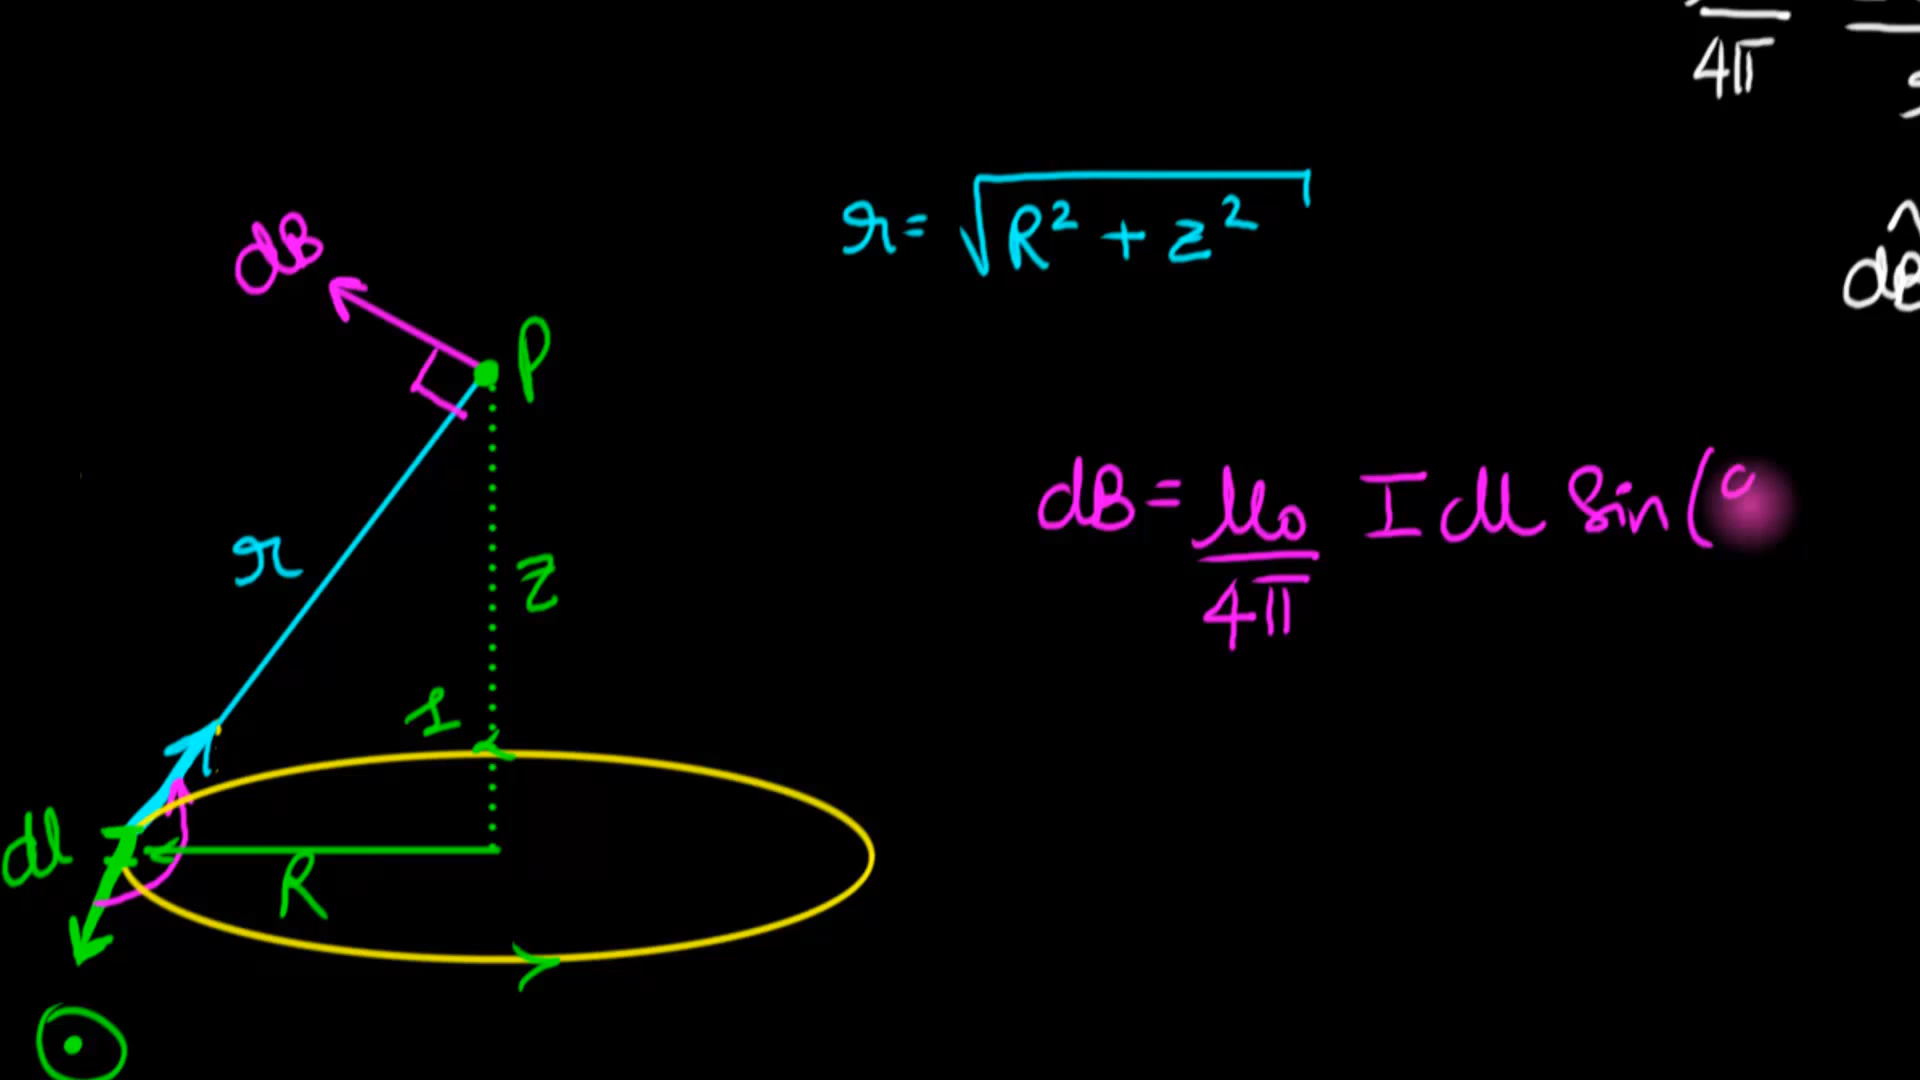 4π
r = √R² + z²
dB
dB
P
dB = μ₀/4π I dl sin(
r
z
I
dl
R